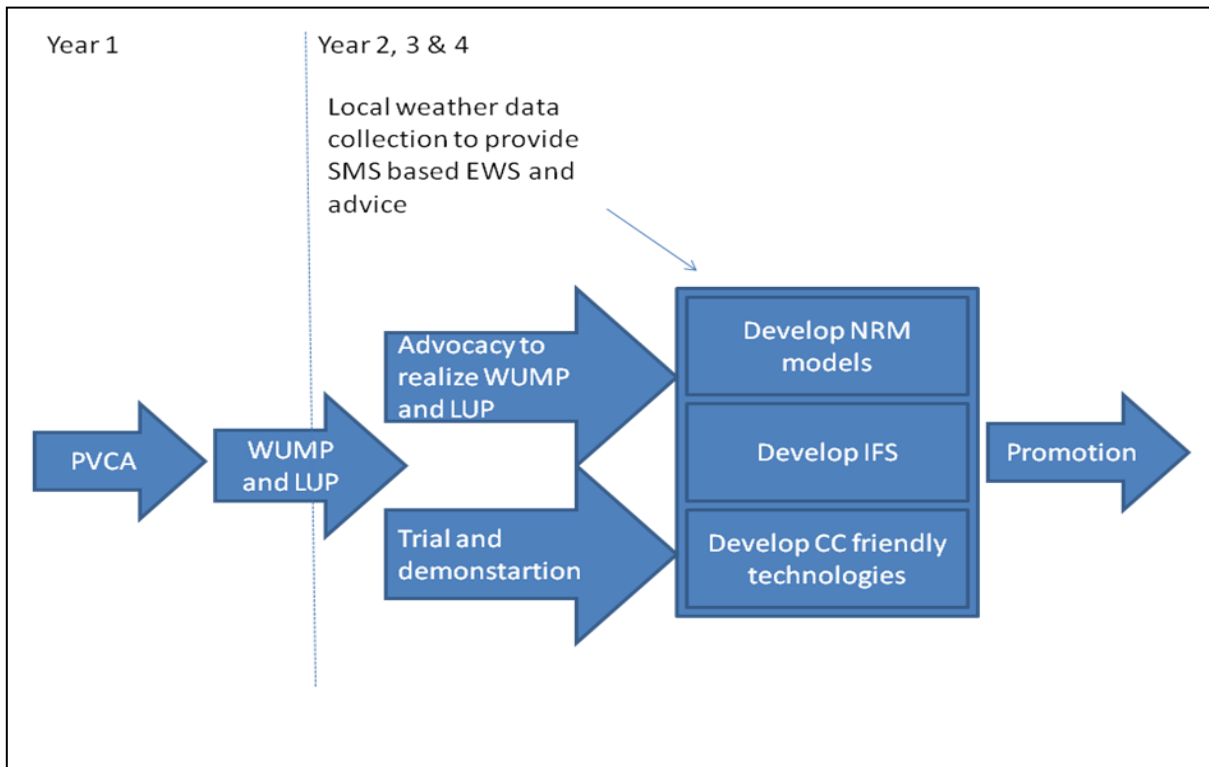 Year 1
Year 2, 3 & 4
Local weather data
collection to provide
SMS based EWS and
advice
PVCA
WUMP
and LUP
Advocacy to
realize WUMP
and LUP
Trial and
demonstartion
Develop NRM
models
Develop IFS
Develop CC friendly
technologies
Promotion